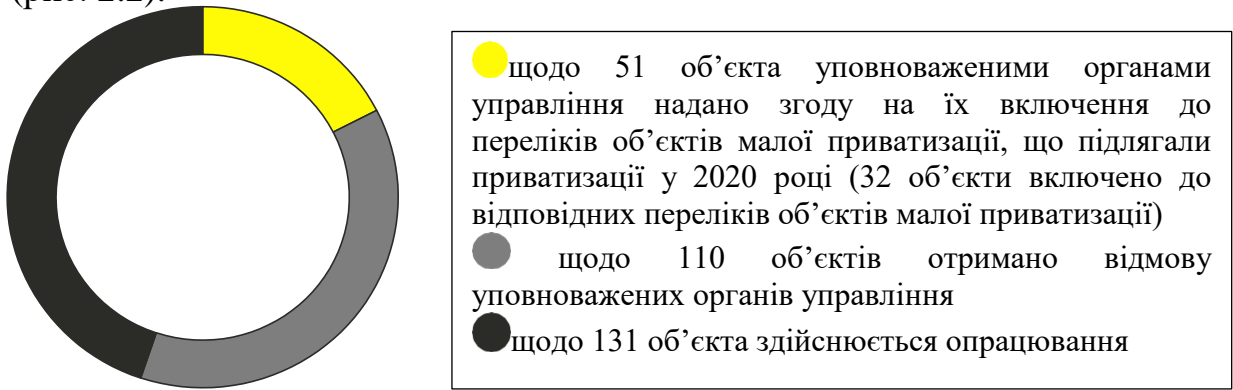 щодо 51 об’єкта уповноваженими органами
управління надано згоду на їх включення до
переліків об’єктів малої приватизації, що підлягали
приватизації у 2020 році (32 об’єкти включено до
відповідних переліків об’єктів малої приватизації)
щодо 110 об’єктів отримано відмову
уповноважених органів управління
щодо 131 об’єкта здійснюється опрацювання